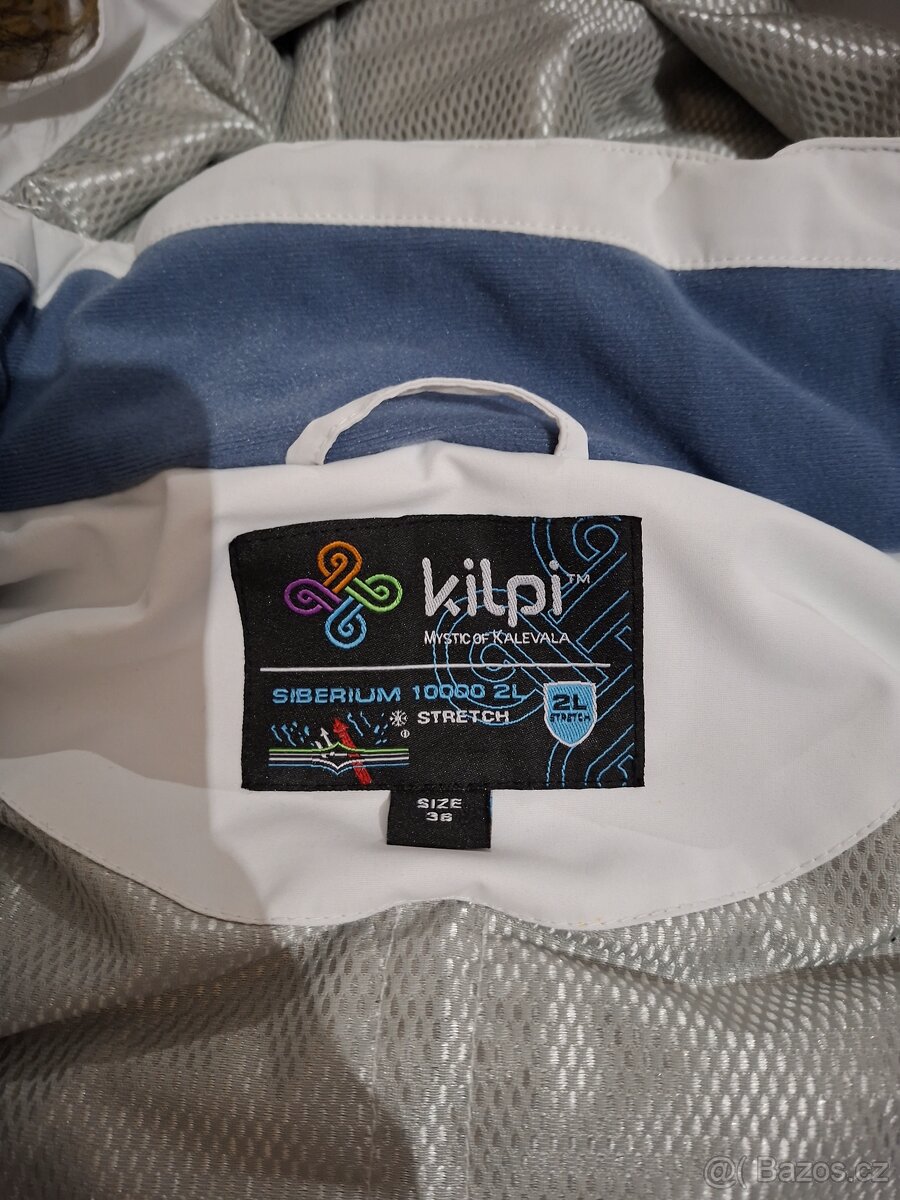 kilpi™
MYSTIC OF KALEVALA
SIBERIUM 10000 2L
STRETCH
2L
STRETCH
SIZE
36
@( Bazos.cz